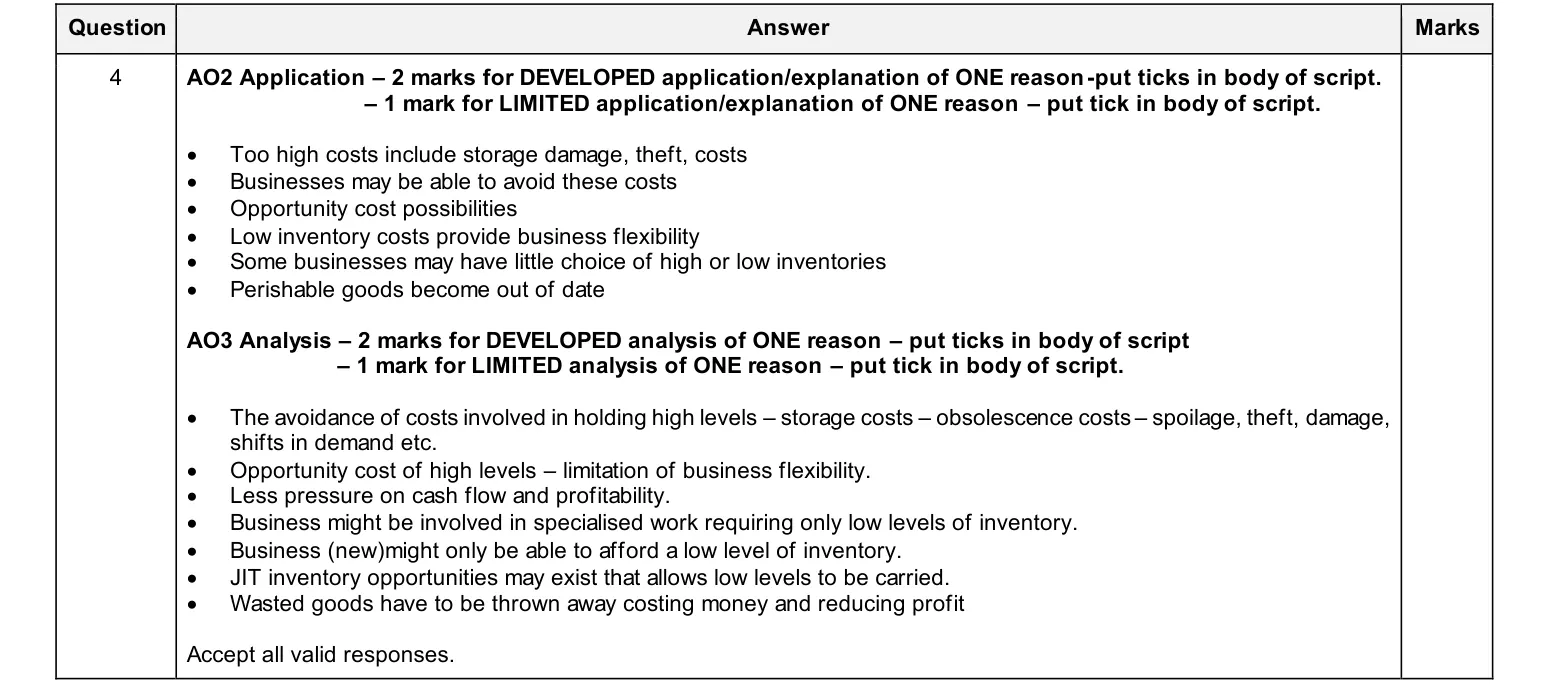 Question Answer Marks
4 AO2 Application – 2 marks for DEVELOPED application/explanation of ONE reason -put ticks in body of script.
– 1 mark for LIMITED application/explanation of ONE reason – put tick in body of script.
• Too high costs include storage damage, theft, costs
• Businesses may be able to avoid these costs
• Opportunity cost possibilities
• Low inventory costs provide business flexibility
• Some businesses may have little choice of high or low inventories
• Perishable goods become out of date
AO3 Analysis – 2 marks for DEVELOPED analysis of ONE reason – put ticks in body of script
– 1 mark for LIMITED analysis of ONE reason – put tick in body of script.
• The avoidance of costs involved in holding high levels – storage costs – obsolescence costs – spoilage, theft, damage,
shifts in demand etc.
• Opportunity cost of high levels – limitation of business flexibility.
• Less pressure on cash flow and profitability.
• Business might be involved in specialised work requiring only low levels of inventory.
• Business (new)might only be able to afford a low level of inventory.
• JIT inventory opportunities may exist that allows low levels to be carried.
• Wasted goods have to be thrown away costing money and reducing profit
Accept all valid responses.